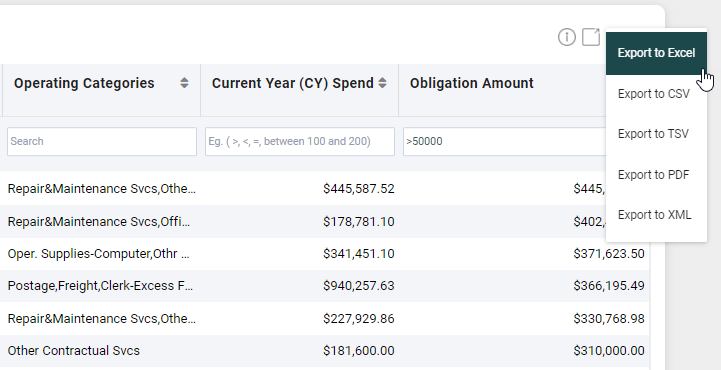 Export to Excel
Export to CSV
Export to TSV
Export to PDF
Export to XML
Operating Categories Current Year (CY) Spend Obligation Amount
Search Eg. ( >, <, =, between 100 and 200) >50000
Repair&Maintenance Svcs,Othe... $445,587.52 $445,
Repair&Maintenance Svcs,Offi... $178,781.10 $402,
Oper. Supplies-Computer,Othr ... $341,451.10 $371,623.50
Postage,Freight,Clerk-Excess F... $940,257.63 $366,195.49
Repair&Maintenance Svcs,Othe... $227,929.86 $330,768.98
Other Contractual Svcs $181,600.00 $310,000.00